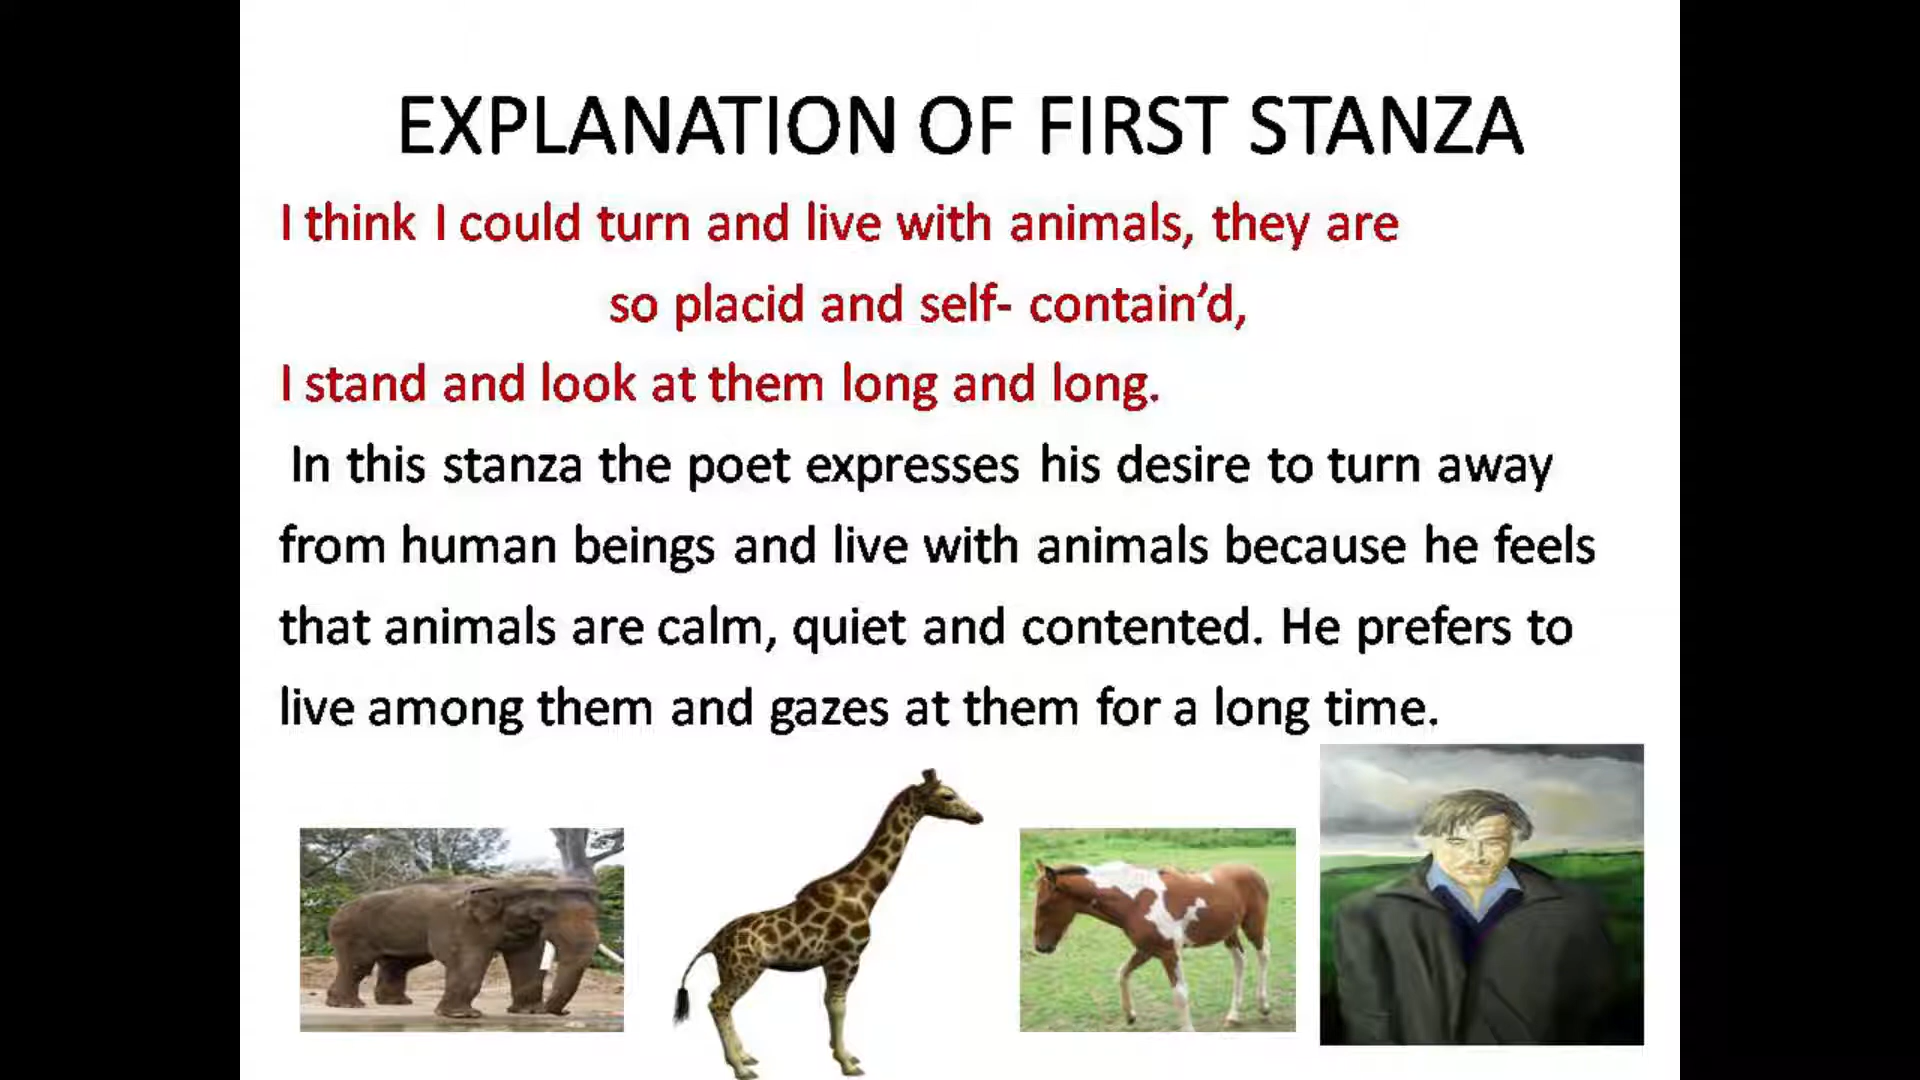 EXPLANATION OF FIRST STANZA
I think I could turn and live with animals, they are
so placid and self- contain’d,
I stand and look at them long and long.
In this stanza the poet expresses his desire to turn away
from human beings and live with animals because he feels
that animals are calm, quiet and contented. He prefers to
live among them and gazes at them for a long time.